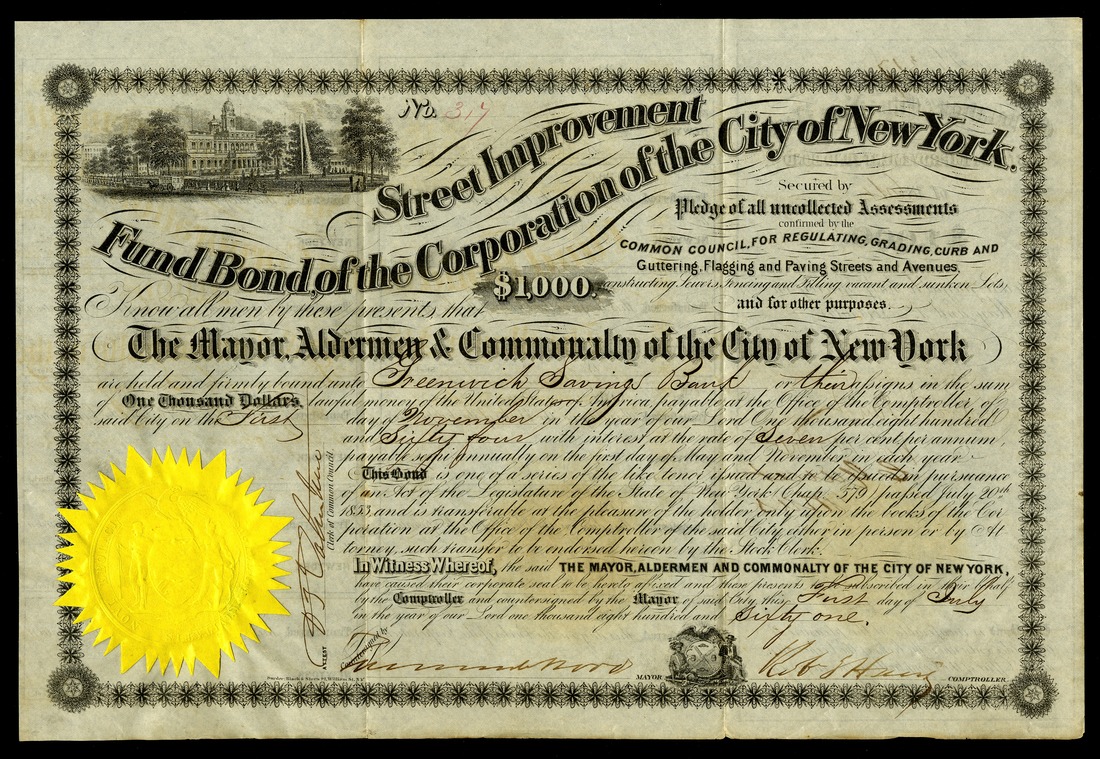 No. 317
Street Improvement
Fund Bond, of the Corporation of the City of New York,
Secured by
Pledge of all uncollected Assessments
confirmed by the
COMMON COUNCIL, FOR REGULATING, GRADING, CURB AND
Guttering, Flagging and Paving Streets and Avenues,
Constructing Sewers Fencing and Filling vacant and sunken Lots,
and for other purposes.
$1,000.
Know all men by these presents that
The Mayor, Aldermen & Commonalty of the City of New York
are held and firmly bound unto Greenwich Savings Bank or their assigns in the sum
of One Thousand Dollars, lawful money of the United States of America, payable at the Office of the Comptroller, of
said City on the First day of November in the year of our Lord One thousand eight hundred
and Sixty four, with interest at the rate of Seven per cent per annum,
payable semi annually on the first day of May and November in each year
This Bond is one of a series of the like tenor issued and to be issued in pursuance
of an Act of the Legislature of the State of New York Chap. 579 passed July 20th
1853 and is transferable at the pleasure of the holder only upon the books of the Cor
poration at the Office of the Comptroller of the said City either in person or by At
torney, such transfer to be endorsed hereon by the Stock Clerk.
In Witness Whereof, the said THE MAYOR, ALDERMEN AND COMMONALTY OF THE CITY OF NEW YORK,
have caused their corporate seal to be hereto affixed and these presents to be subscribed in their behalf
by the Comptroller and countersigned by the Mayor of said City this First day of July
in the year of our Lord one thousand eight hundred and Sixty one.
ATTEST
Clerk of Common Council
Countersigned by
Fernando Wood
MAYOR
COMPTROLLER
Snyder, Black & Sturn 92 William St. N.Y.